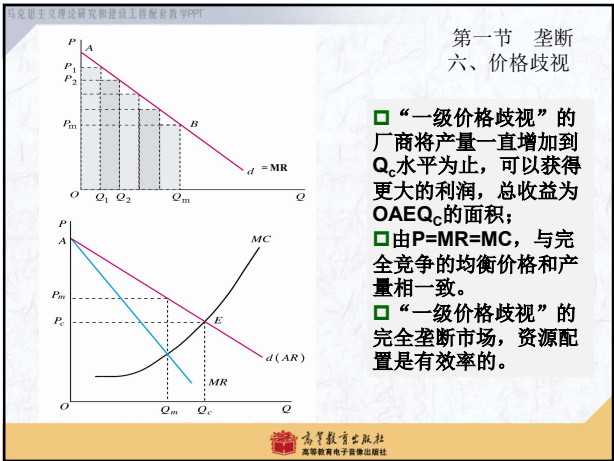 马克思主义理论研究和建设工程配套教学PPT
第一节 垄断
六、价格歧视
P
A
P1
P2
Pm
B
d = MR
O Q1 Q2 Qm Q
P
A
MC
Pm
Pc
E
d(AR)
MR
O Qm Qc Q
“一级价格歧视”的
厂商将产量一直增加到
Qc水平为止，可以获得
更大的利润，总收益为
OAEQc的面积；
由P=MR=MC，与完
全竞争的均衡价格和产
量相一致。
“一级价格歧视”的
完全垄断市场，资源配
置是有效率的。
高等教育出版社
高等教育电子音像出版社